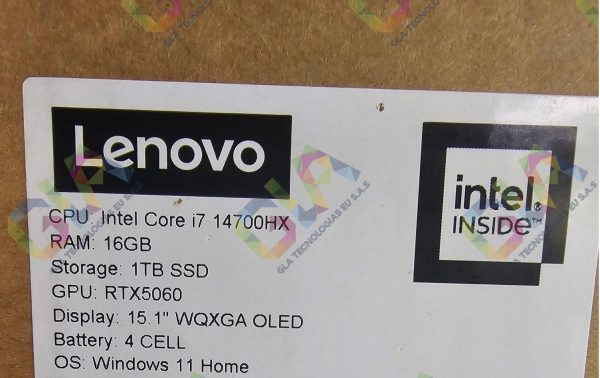 GLA TECNOLOGIAS EU S.A.S
Lenovo
intel.
INSIDE™
CPU: Intel Core i7 14700HX
RAM: 16GB
Storage: 1TB SSD
GPU: RTX5060
Display: 15.1" WQXGA OLED
Battery: 4 CELL
OS: Windows 11 Home